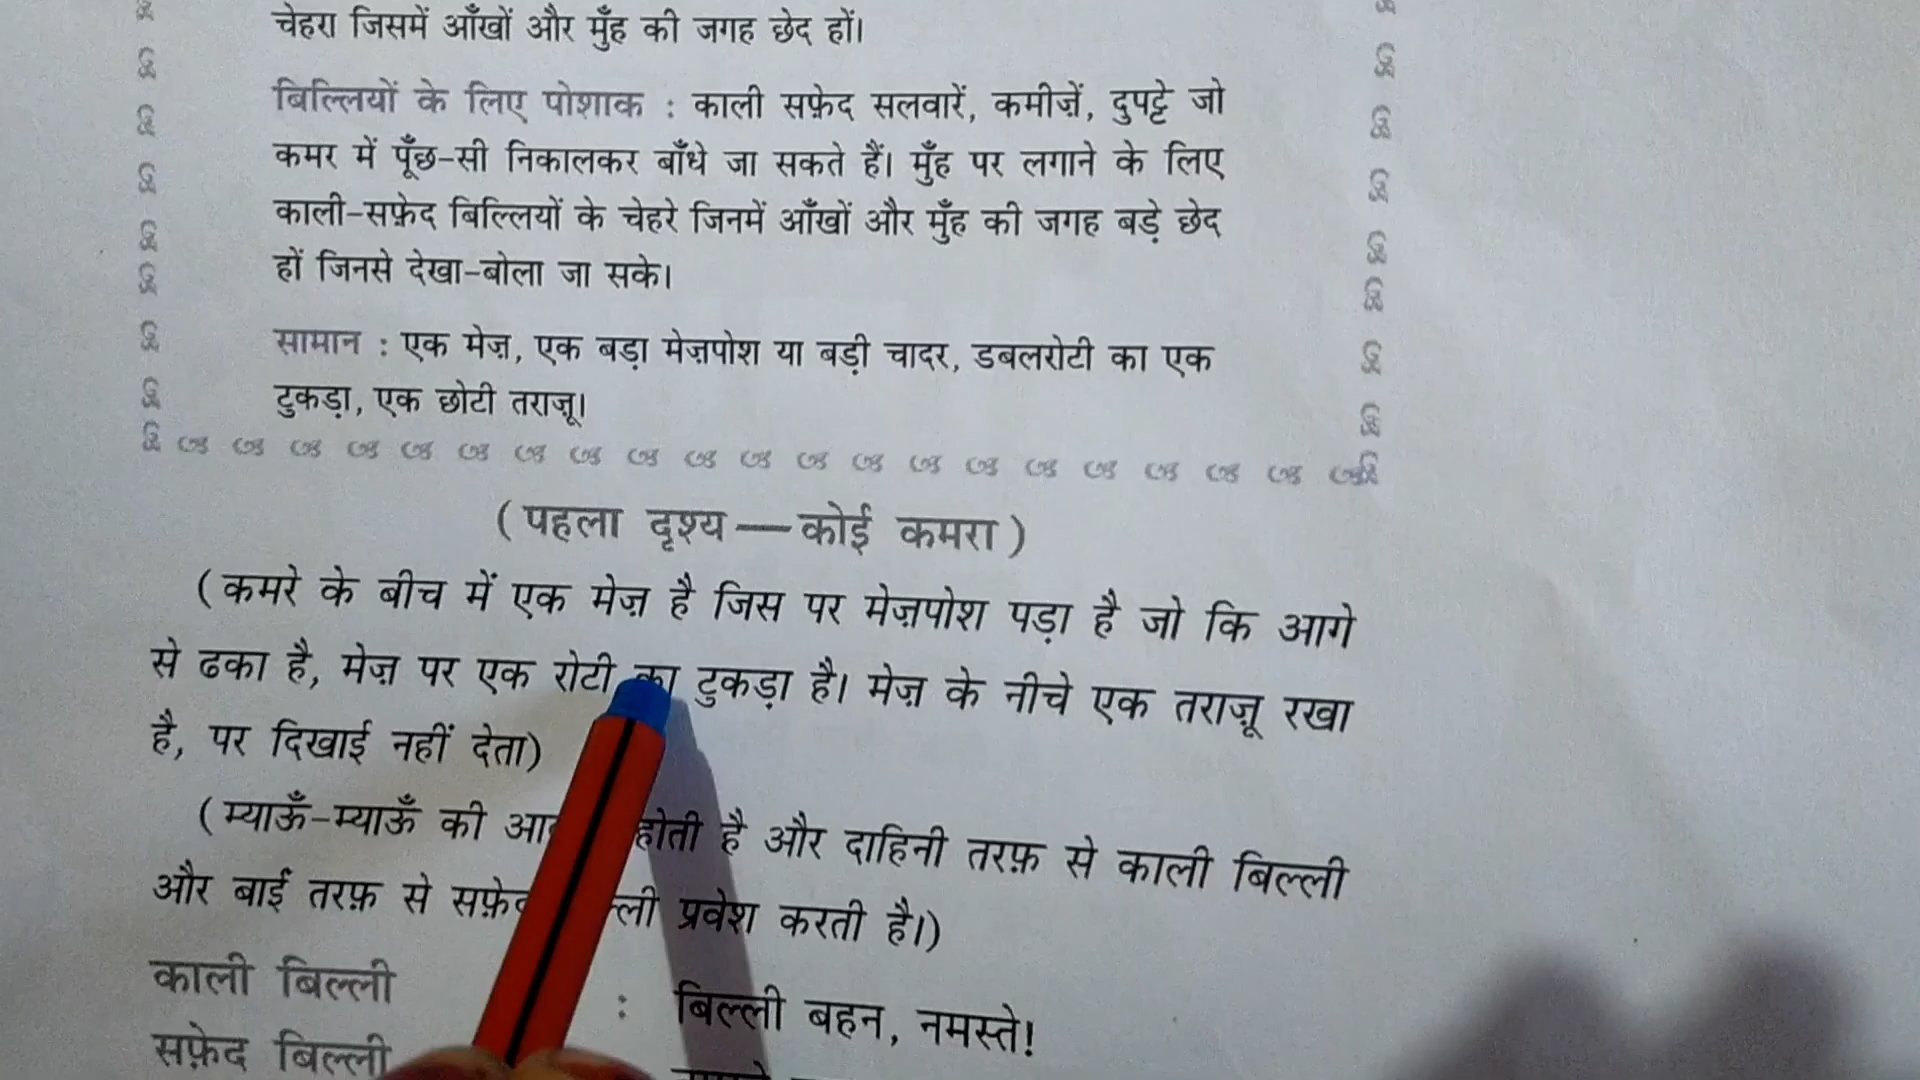 चेहरा जिसमें आँखों और मुँह की जगह छेद हों।
बिल्लियों के लिए पोशाक : काली सफ़ेद सलवारें, कमीज़ें, दुपट्टे जो
कमर में पूँछ-सी निकालकर बाँधे जा सकते हैं। मुँह पर लगाने के लिए
काली-सफ़ेद बिल्लियों के चेहरे जिनमें आँखों और मुँह की जगह बड़े छेद
हों जिनसे देखा-बोला जा सके।
सामान : एक मेज़, एक बड़ा मेज़पोश या बड़ी चादर, डबलरोटी का एक
टुकड़ा, एक छोटी तराज़ू।
(पहला दृश्य—कोई कमरा)
(कमरे के बीच में एक मेज़ है जिस पर मेज़पोश पड़ा है जो कि आगे
से ढका है, मेज़ पर एक रोटी का टुकड़ा है। मेज़ के नीचे एक तराज़ू रखा
है, पर दिखाई नहीं देता)
(म्याऊँ-म्याऊँ की होती है और दाहिनी तरफ़ से काली बिल्ली
और बाईं तरफ़ से प्रवेश करती है।)
काली बिल्ली : बिल्ली बहन, नमस्ते!
सफ़ेद बिल्ली